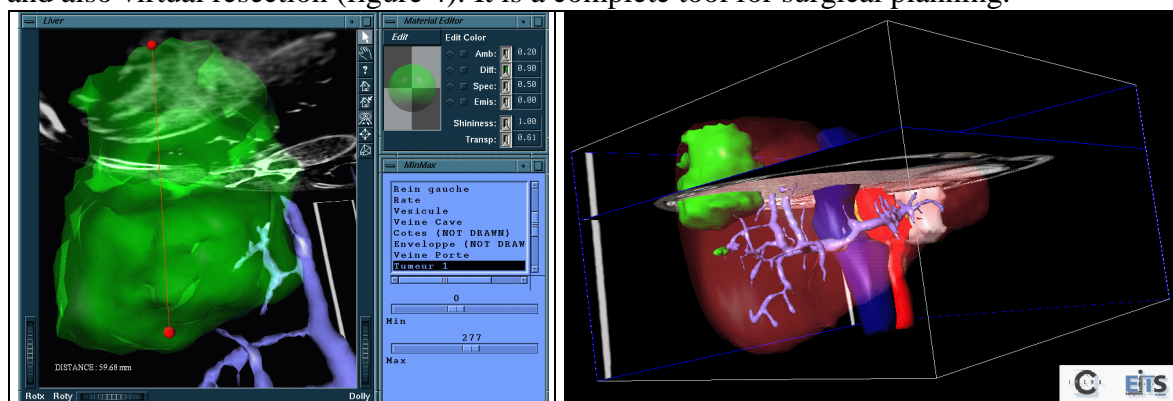 and also virtual resection (figure 4). It is a complete tool for surgical planning.
Liver
DISTANCE : 59.68 mm
Rotx Roty
Dolly
Material Editor
Edit
Edit Color
Amb: 0.20
Diff: 0.90
Spec: 0.50
Emis: 0.00
Shininess: 1.00
Transp: 0.61
MinMax
Rein gauche
Rate
Vesicule
Veine Cave
Cotes (NOT DRAWN)
Enveloppe (NOT DRAW
Veine Porte
Tumeur 1
0
Min
277
Max
?